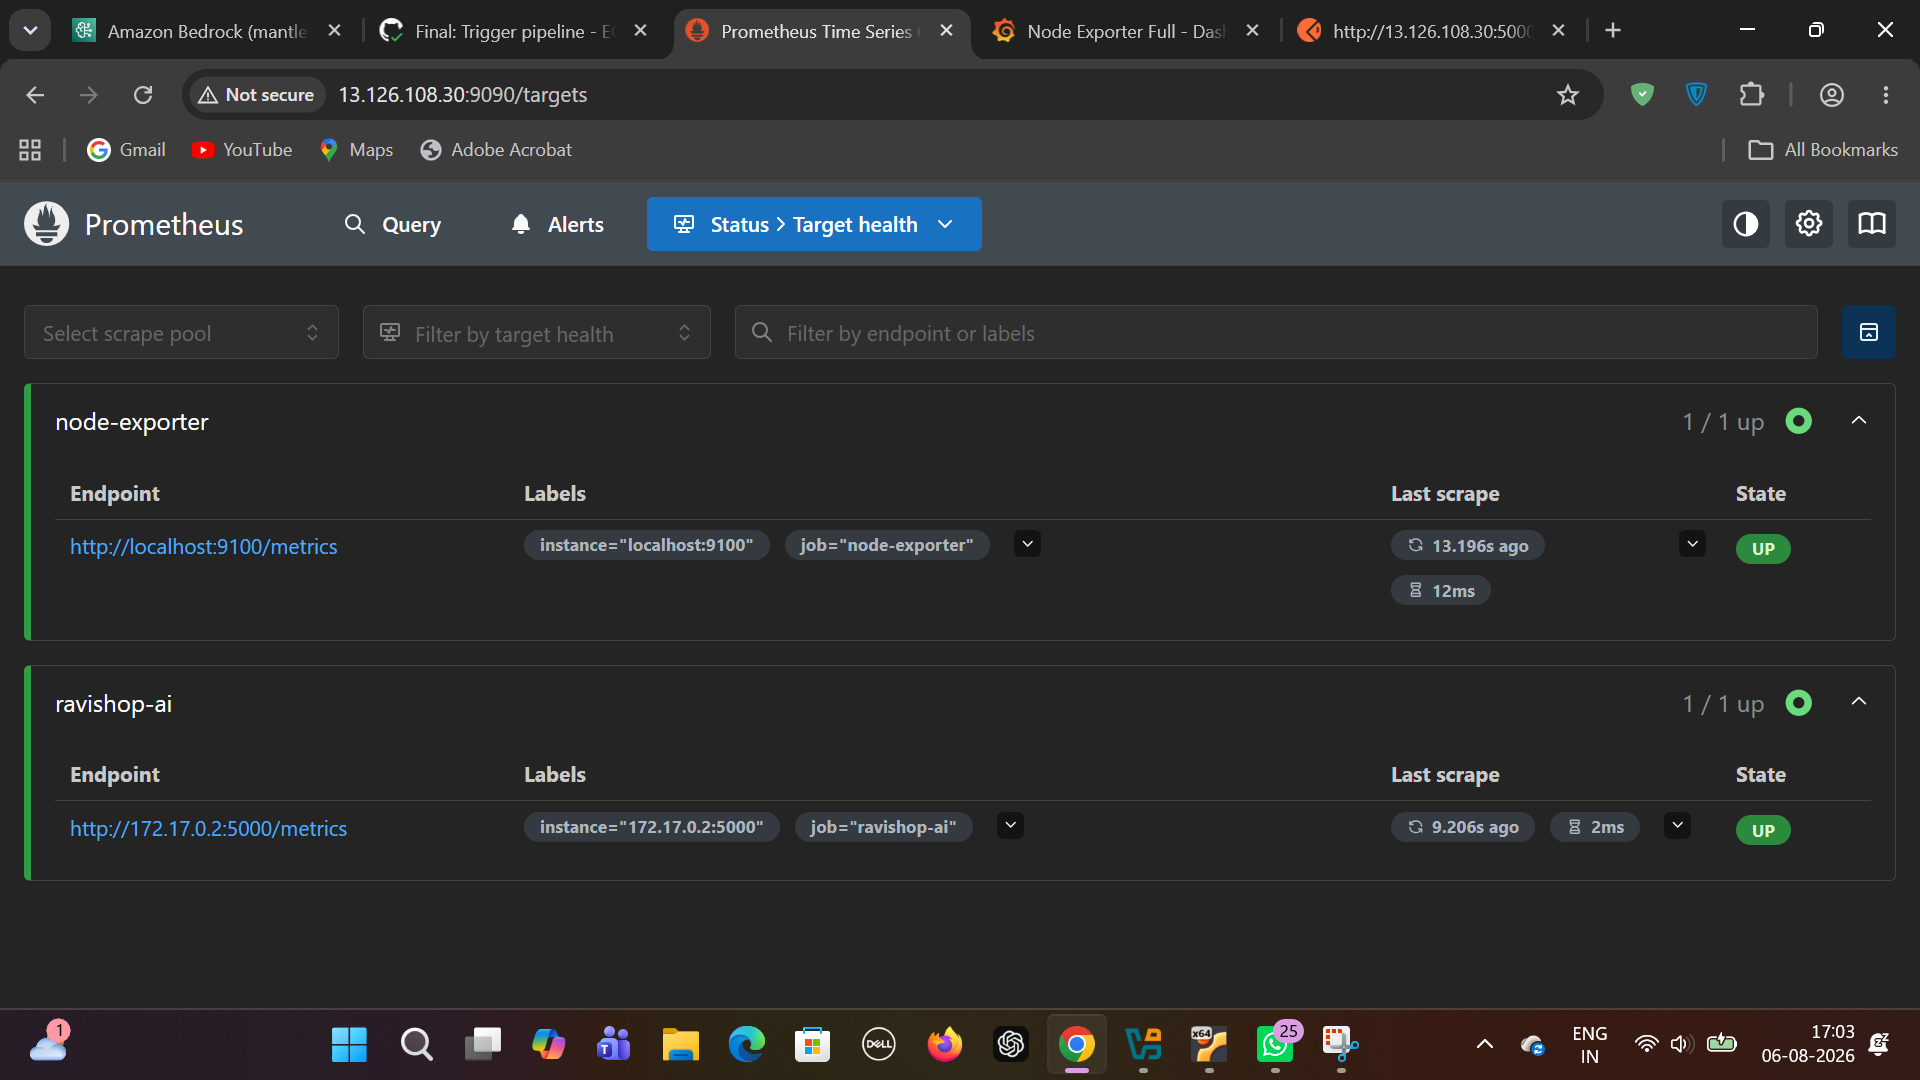 Amazon Bedrock (mantle
Final: Trigger pipeline - E
Prometheus Time Series
Node Exporter Full - Dash
http://13.126.108.30:5000
Not secure
13.126.108.30:9090/targets
Gmail
YouTube
Maps
Adobe Acrobat
All Bookmarks
Prometheus
Query
Alerts
Status > Target health
Select scrape pool
Filter by target health
Filter by endpoint or labels
node-exporter
1 / 1 up
Endpoint Labels Last scrape State
http://localhost:9100/metrics instance="localhost:9100" job="node-exporter" 13.196s ago UP
12ms
ravishop-ai
1 / 1 up
Endpoint Labels Last scrape State
http://172.17.0.2:5000/metrics instance="172.17.0.2:5000" job="ravishop-ai" 9.206s ago 2ms UP
1
T
DELL
x64
25
ENG
IN
17:03
06-08-2026